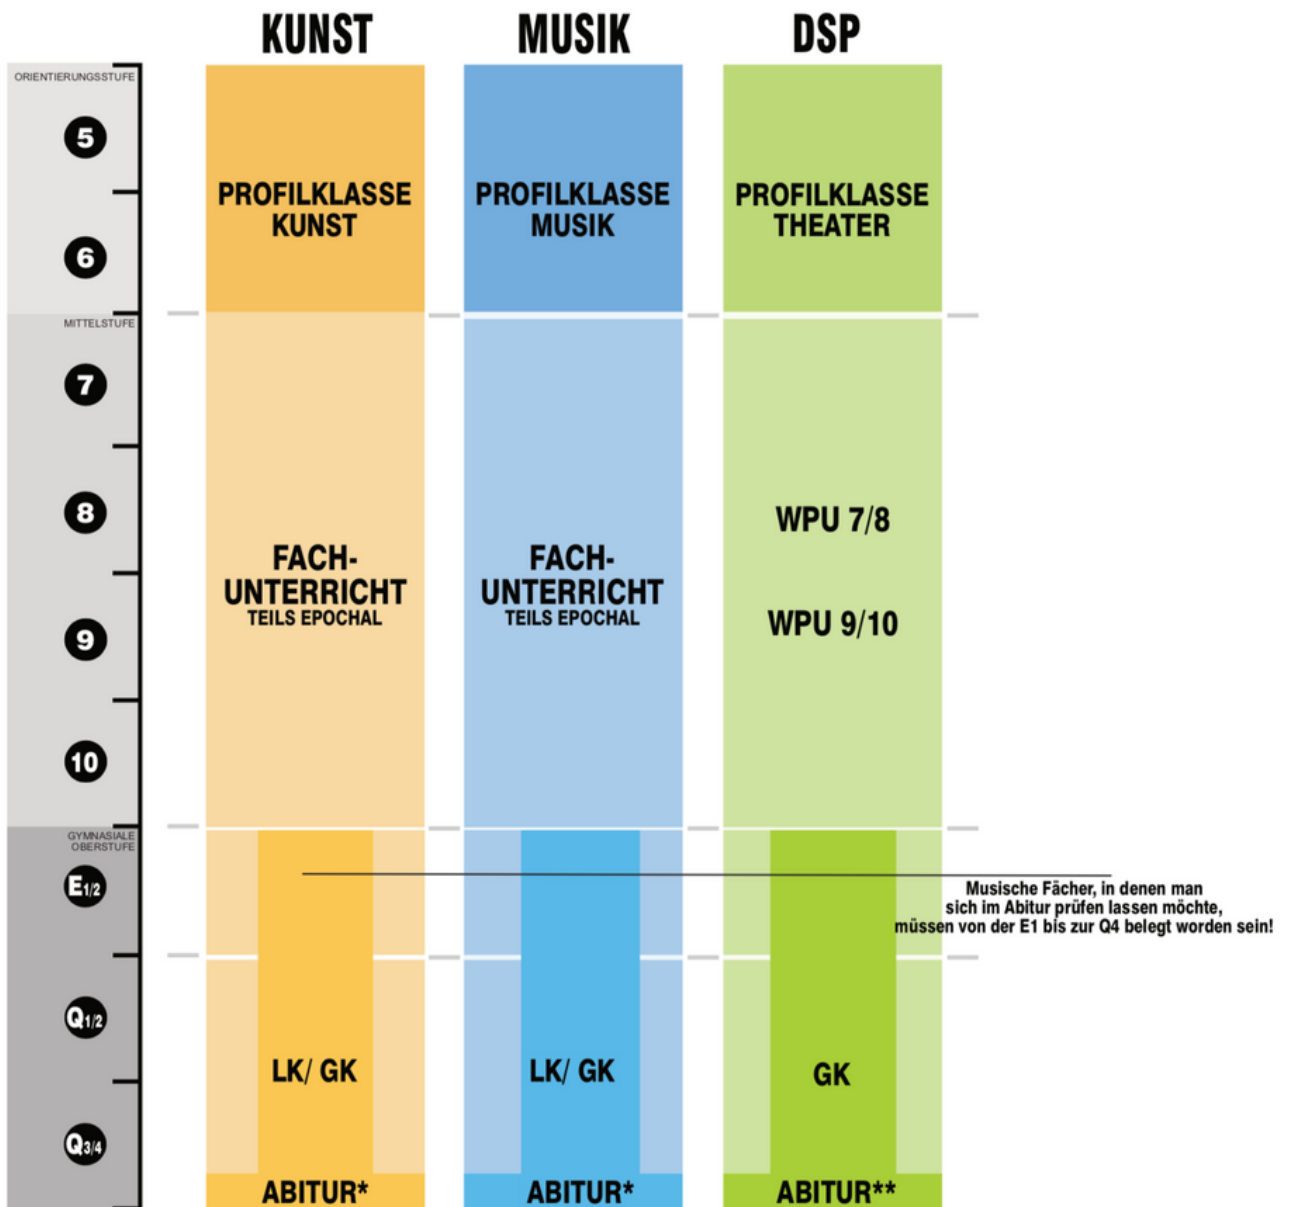 KUNST
MUSIK
DSP
ORIENTIERUNGSSTUFE
5
6
PROFILKLASSE
KUNST
PROFILKLASSE
MUSIK
PROFILKLASSE
THEATER
MITTELSTUFE
7
8
9
10
FACH-
UNTERRICHT
TEILS EPOCHAL
FACH-
UNTERRICHT
TEILS EPOCHAL
WPU 7/8
WPU 9/10
GYMNASIALE
OBERSTUFE
E1/2
Musische Fächer, in denen man
sich im Abitur prüfen lassen möchte,
müssen von der E1 bis zur Q4 belegt worden sein!
Q1/2
Q3/4
LK/ GK
LK/ GK
GK
ABITUR*
ABITUR*
ABITUR**